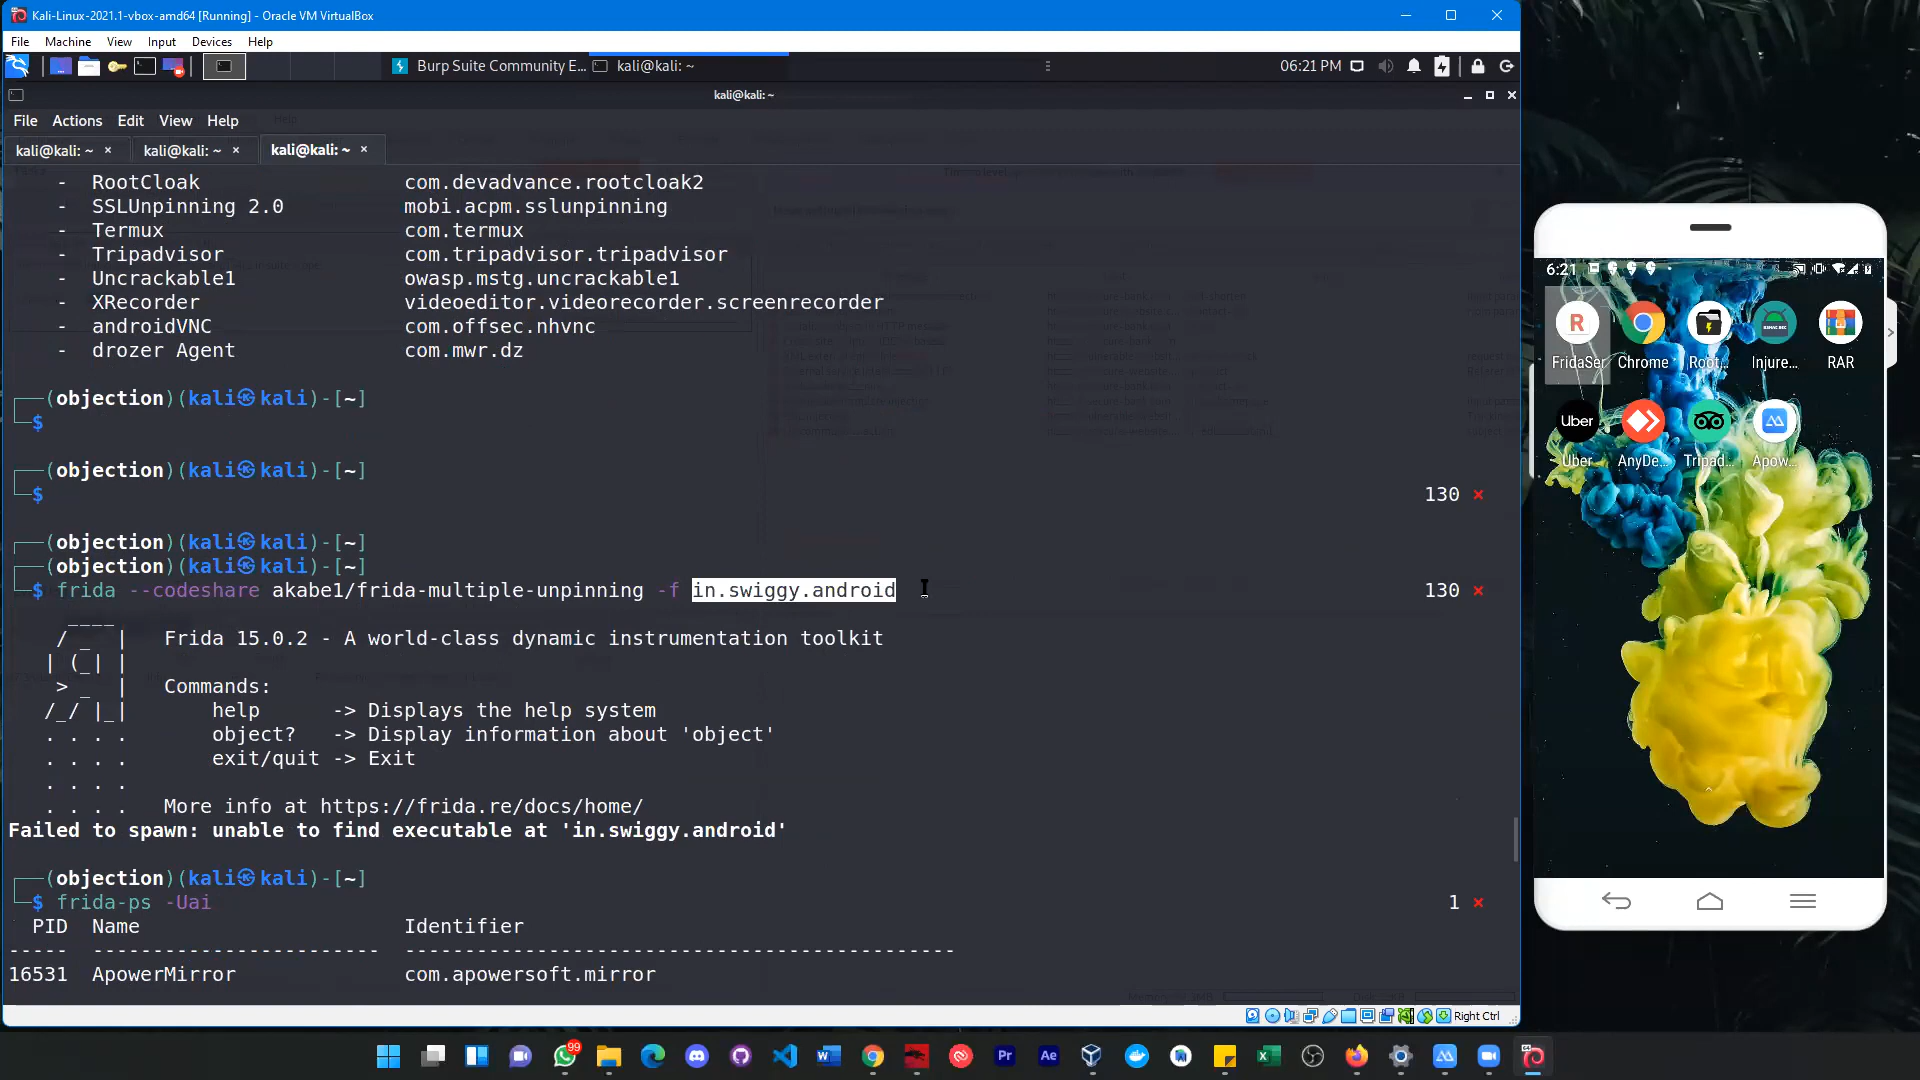 Kali-Linux-2021.1-vbox-amd64 [Running] - Oracle VM VirtualBox
File Machine View Input Devices Help
Burp Suite Community E... kali@kali: ~ 06:21 PM
kali@kali: ~
File Actions Edit View Help
kali@kali: ~ × kali@kali: ~ × kali@kali: ~ ×
- RootCloak com.devadvance.rootcloak2
- SSLUnpinning 2.0 mobi.acpm.sslunpinning
- Termux com.termux
- Tripadvisor com.tripadvisor.tripadvisor
- Uncrackable1 owasp.mstg.uncrackable1
- XRecorder videoeditor.videorecorder.screenrecorder
- androidVNC com.offsec.nhvnc
- drozer Agent com.mwr.dz
(objection)(kali㉿kali)-[~]
$
(objection)(kali㉿kali)-[~]
$ 130 ×
(objection)(kali㉿kali)-[~]
(objection)(kali㉿kali)-[~]
$ frida --codeshare akabe1/frida-multiple-unpinning -f in.swiggy.android 130 ×
____
/ _ | Frida 15.0.2 - A world-class dynamic instrumentation toolkit
| (_| |
> _ | Commands:
/_/ |_| help -> Displays the help system
. . . . object? -> Display information about 'object'
. . . . exit/quit -> Exit
. . . .
. . . . More info at https://frida.re/docs/home/
Failed to spawn: unable to find executable at 'in.swiggy.android'
(objection)(kali㉿kali)-[~]
$ frida-ps -Uai 1 ×
PID Name Identifier
----- ------------------------ ----------------------------------------------
16531 ApowerMirror com.apowersoft.mirror
Right Ctrl
6:21
R
FridaSer Chrome Root... Injure... RAR
Uber
Uber AnyDe... Tripad... Apow...
99
Pr Ae